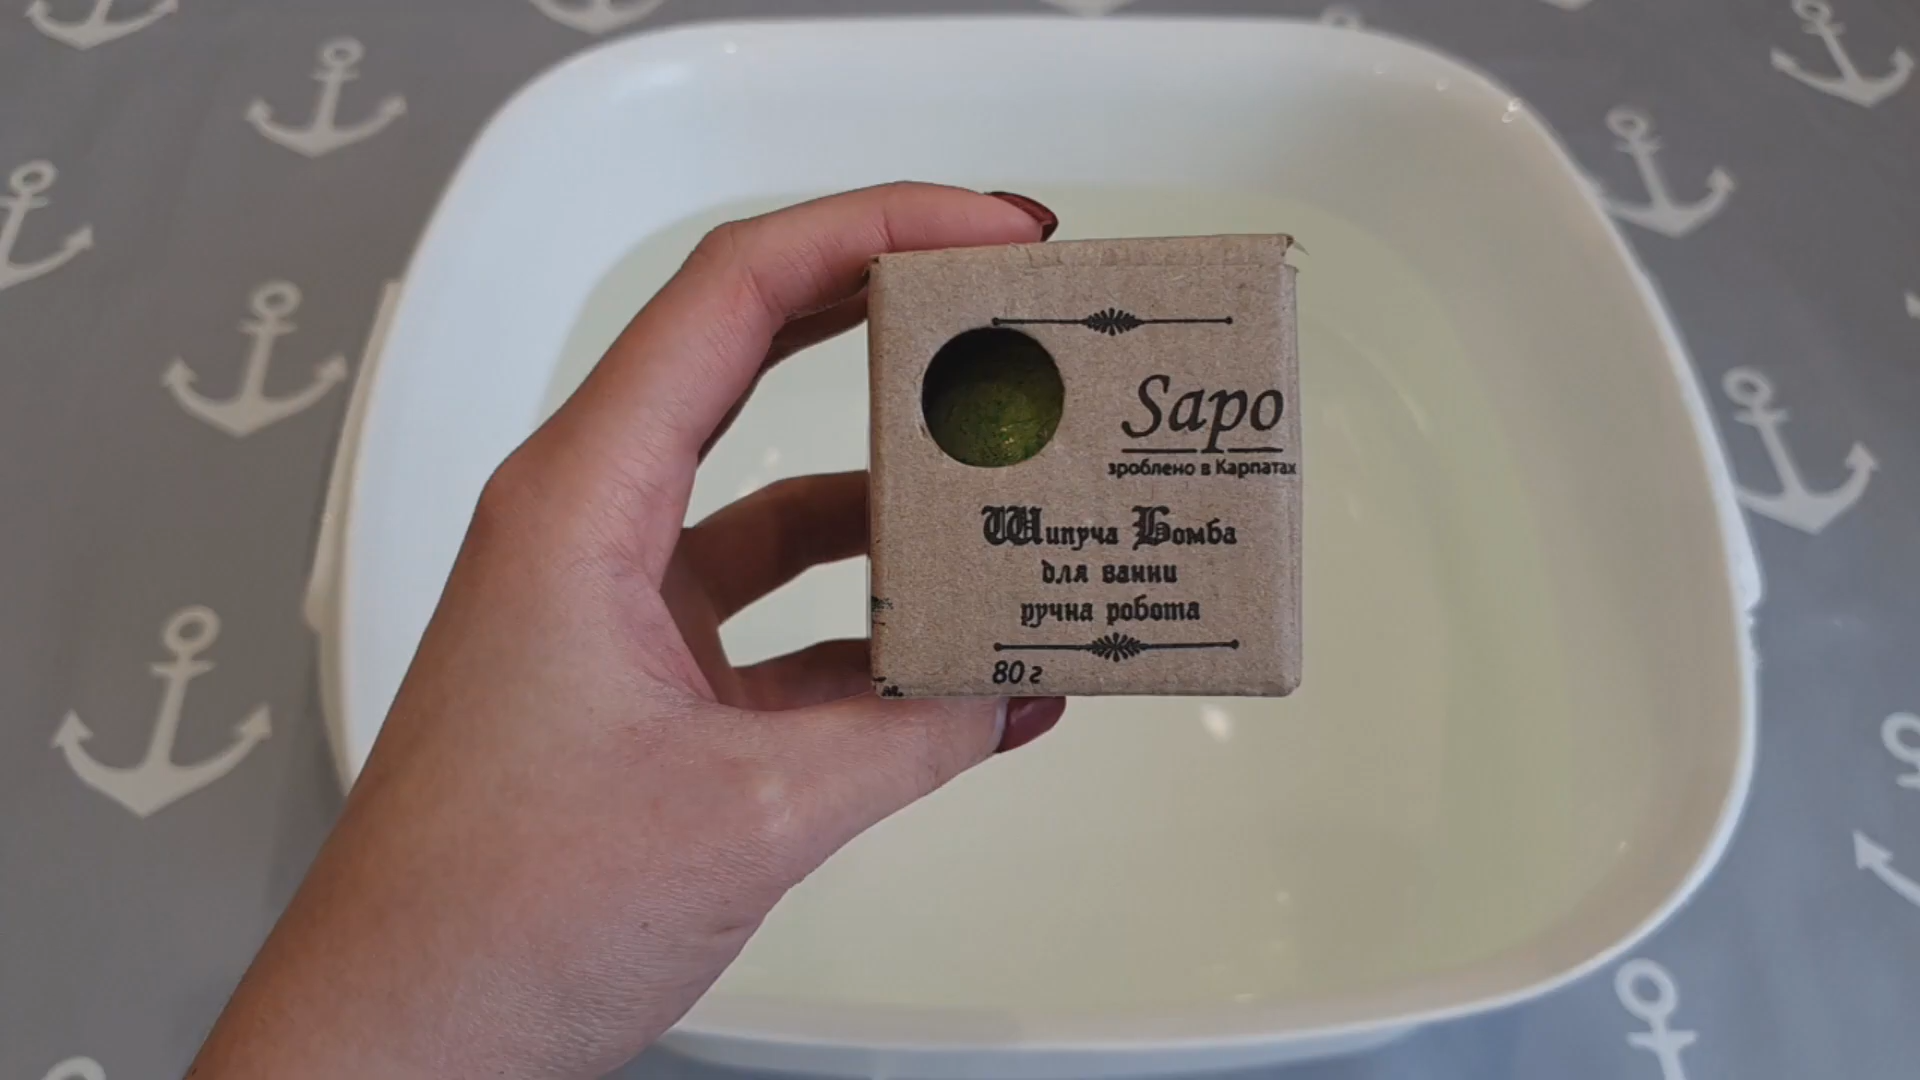 Sapo
зроблено в Карпатах
Шипуча Бомба
для ванни
ручна робота
80 г